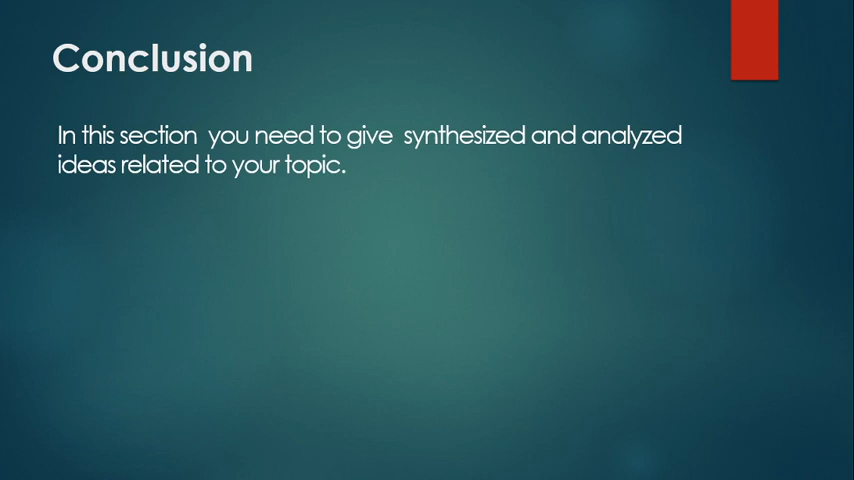 Conclusion
In this section  you need to give  synthesized and analyzed
ideas related to your topic.